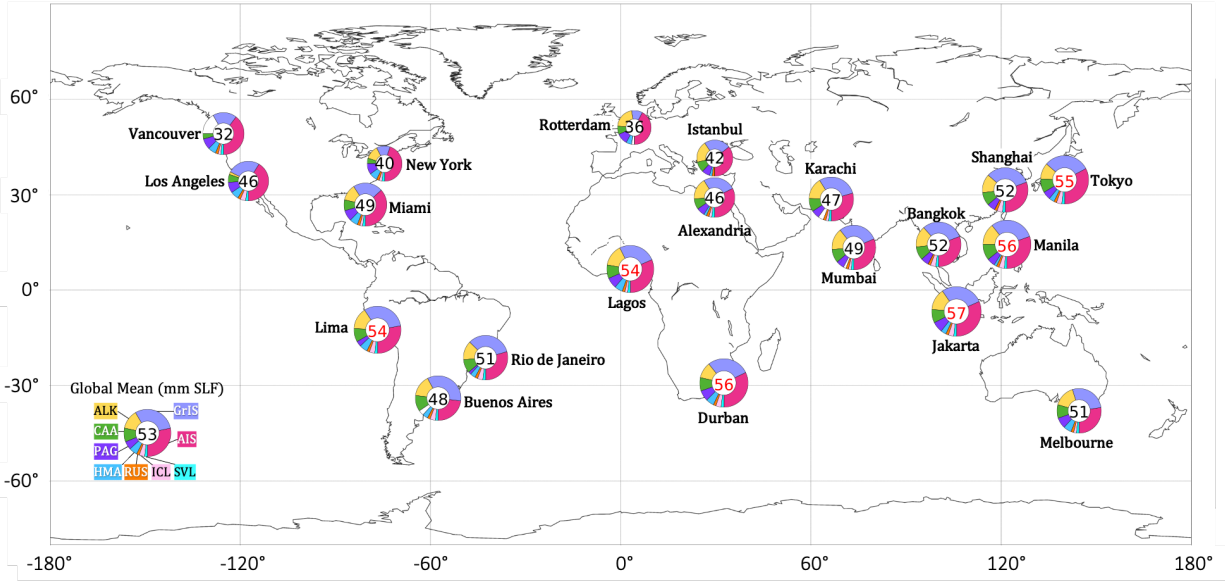 60°
30°
0°
-30°
-60°
Vancouver 32
Los Angeles 46
40 New York
49 Miami
Rotterdam 36
Istanbul
42
46
Alexandria
Karachi
47
Shanghai
52
55 Tokyo
Bangkok
52
56 Manila
49
Mumbai
54
Lagos
57
Jakarta
Lima 54
51 Rio de Janeiro
48 Buenos Aires
56
Durban
51
Melbourne
Global Mean (mm SLF)
ALK GrIS
CAA 53 AIS
PAG
HMA RUS ICL SVL
-180° -120° -60° 0° 60° 120° 180°